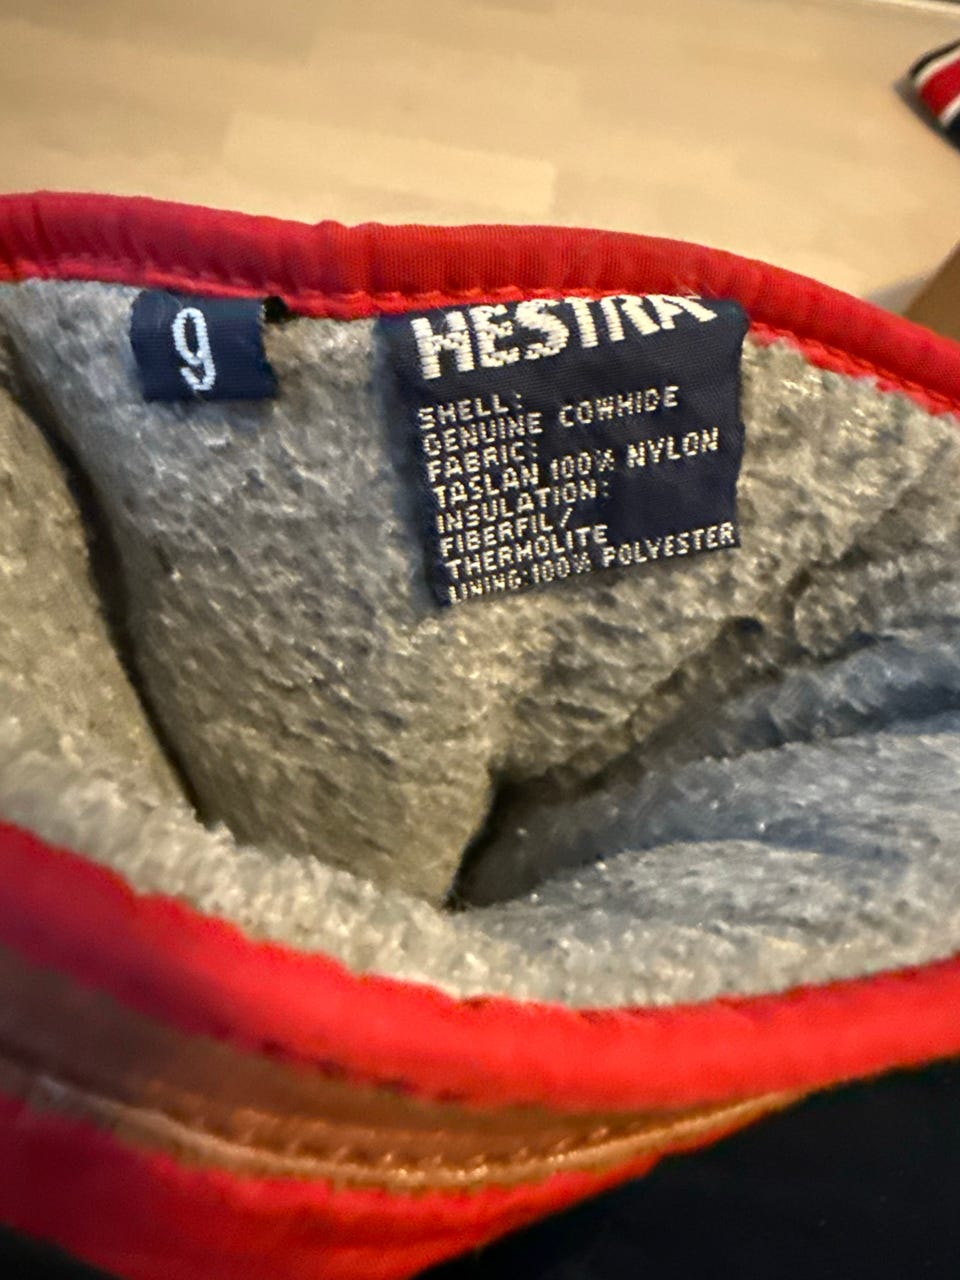 9
HESTRA
SHELL:
GENUINE COWHIDE
FABRIC:
TASLAN 100% NYLON
INSULATION:
FIBERFIL/
THERMOLITE
LINING:100% POLYESTER